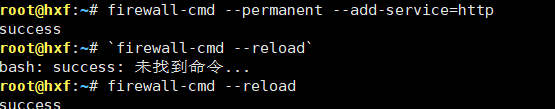 root@hxf:~# firewall-cmd --permanent --add-service=http
success
root@hxf:~# `firewall-cmd --reload`
bash: success: 未找到命令...
root@hxf:~# firewall-cmd --reload
success